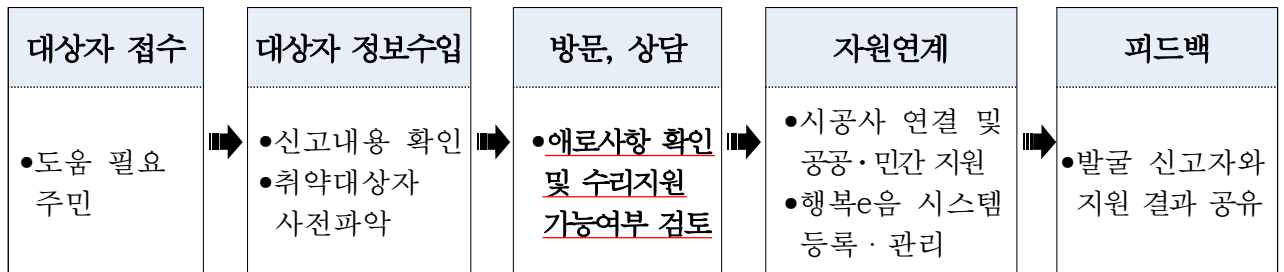 대상자 접수
●도움 필요
주민
대상자 정보수입
●신고내용 확인
●취약대상자
사전파악
방문, 상담
●애로사항 확인
및 수리지원
가능여부 검토
자원연계
●시공사 연결 및
공공·민간 지원
●행복e음 시스템
등록·관리
피드백
●발굴 신고자와
지원 결과 공유